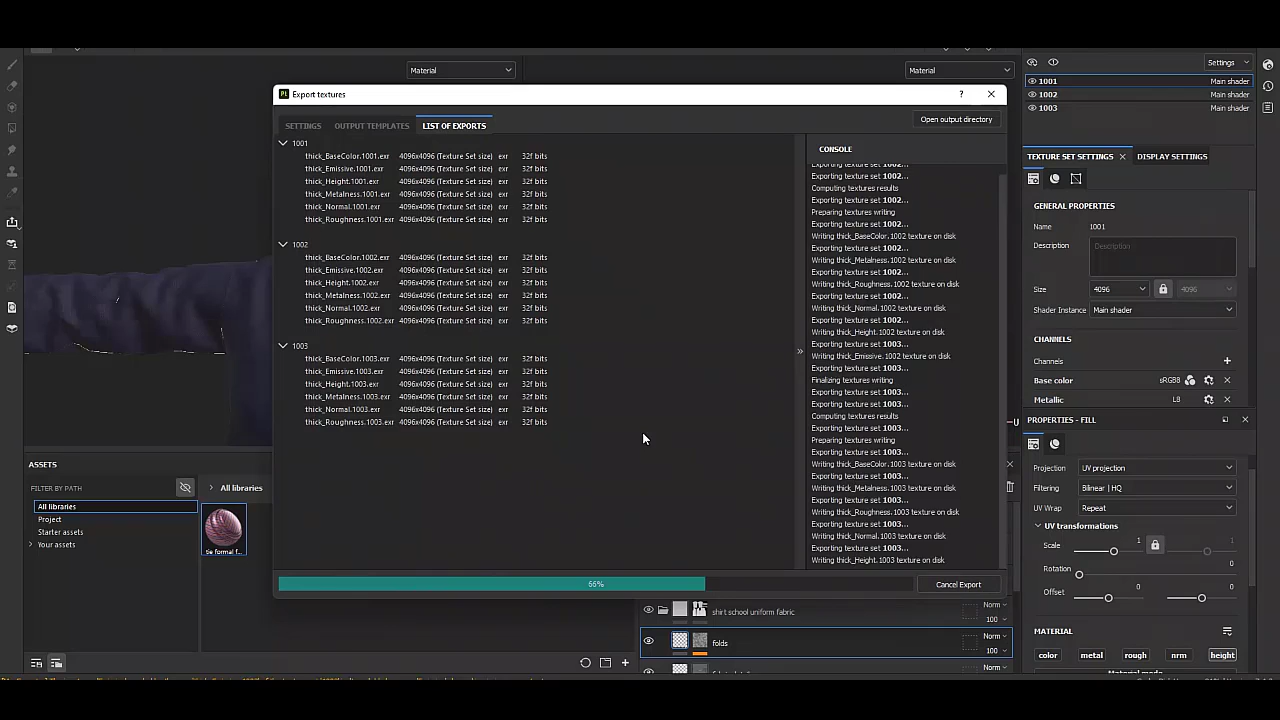 Material
Material
Settings
1001 Main shader
1002 Main shader
1003 Main shader
Export textures
?
SETTINGS OUTPUT TEMPLATES LIST OF EXPORTS
Open output directory
1001
thick_BaseColor.1001.exr 4096x4096 (Texture Set size) exr 32f bits
thick_Emissive.1001.exr 4096x4096 (Texture Set size) exr 32f bits
thick_Height.1001.exr 4096x4096 (Texture Set size) exr 32f bits
thick_Metalness.1001.exr 4096x4096 (Texture Set size) exr 32f bits
thick_Normal.1001.exr 4096x4096 (Texture Set size) exr 32f bits
thick_Roughness.1001.exr 4096x4096 (Texture Set size) exr 32f bits
1002
thick_BaseColor.1002.exr 4096x4096 (Texture Set size) exr 32f bits
thick_Emissive.1002.exr 4096x4096 (Texture Set size) exr 32f bits
thick_Height.1002.exr 4096x4096 (Texture Set size) exr 32f bits
thick_Metalness.1002.exr 4096x4096 (Texture Set size) exr 32f bits
thick_Normal.1002.exr 4096x4096 (Texture Set size) exr 32f bits
thick_Roughness.1002.exr 4096x4096 (Texture Set size) exr 32f bits
1003
thick_BaseColor.1003.exr 4096x4096 (Texture Set size) exr 32f bits
thick_Emissive.1003.exr 4096x4096 (Texture Set size) exr 32f bits
thick_Height.1003.exr 4096x4096 (Texture Set size) exr 32f bits
thick_Metalness.1003.exr 4096x4096 (Texture Set size) exr 32f bits
thick_Normal.1003.exr 4096x4096 (Texture Set size) exr 32f bits
thick_Roughness.1003.exr 4096x4096 (Texture Set size) exr 32f bits
CONSOLE
Exporting texture set 1002...
Exporting texture set 1002...
Computing textures results
Exporting texture set 1002...
Preparing textures writing
Exporting texture set 1002...
Writing thick_BaseColor.1002 texture on disk
Exporting texture set 1002...
Writing thick_Metalness.1002 texture on disk
Exporting texture set 1002...
Writing thick_Roughness.1002 texture on disk
Exporting texture set 1002...
Writing thick_Normal.1002 texture on disk
Exporting texture set 1002...
Writing thick_Height.1002 texture on disk
Exporting texture set 1003...
Writing thick_Emissive.1002 texture on disk
Exporting texture set 1003...
Finalizing textures writing
Exporting texture set 1003...
Exporting texture set 1003...
Computing textures results
Exporting texture set 1003...
Preparing textures writing
Exporting texture set 1003...
Writing thick_BaseColor.1003 texture on disk
Exporting texture set 1003...
Writing thick_Metalness.1003 texture on disk
Exporting texture set 1003...
Writing thick_Roughness.1003 texture on disk
Exporting texture set 1003...
Writing thick_Normal.1003 texture on disk
Exporting texture set 1003...
Writing thick_Height.1003 texture on disk
66%
Cancel Export
TEXTURE SET SETTINGS DISPLAY SETTINGS
GENERAL PROPERTIES
Name 1001
Description Description
Size 4096 4096
Shader Instance Main shader
CHANNELS
Channels
Base color sRGB8
Metallic L8
PROPERTIES - FILL
Projection UV projection
Filtering Bilinear | HQ
UV Wrap Repeat
UV transformations
Scale 1 1
Rotation 0
Offset 0 0
MATERIAL
color metal rough nrm height
Material mode
ASSETS
FILTER BY PATH
All libraries
Project
Starter assets
Your assets
All libraries
tie formal f...
shirt school uniform fabric Norm
100
folds Norm
100
Norm